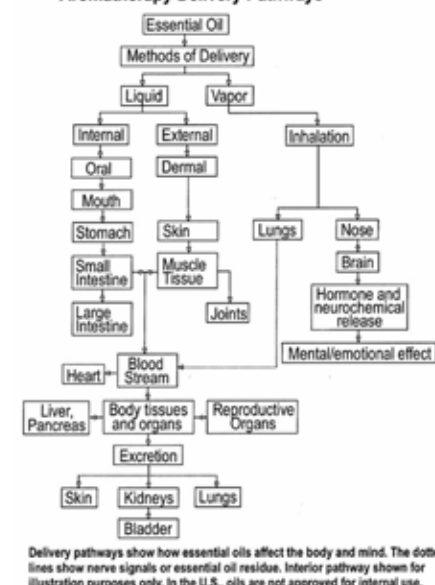 Essential Oil
Methods of Delivery
Liquid
Vapor
Internal
External
Inhalation
Oral
Dermal
Mouth
Stomach
Skin
Lungs
Nose
Small
Intestine
Muscle
Tissue
Brain
Large
Intestine
Joints
Hormone and
neurochemical
release
Mental/emotional effect
Heart
Blood
Stream
Liver,
Pancreas
Body tissues
and organs
Reproductive
Organs
Excretion
Skin
Kidneys
Lungs
Bladder
Delivery pathways show how essential oils affect the body and mind. The dotte
lines show nerve signals or essential oil residue. Interior pathway shown for
illustration purposes only. In the U.S., oils are not approved for internal use.